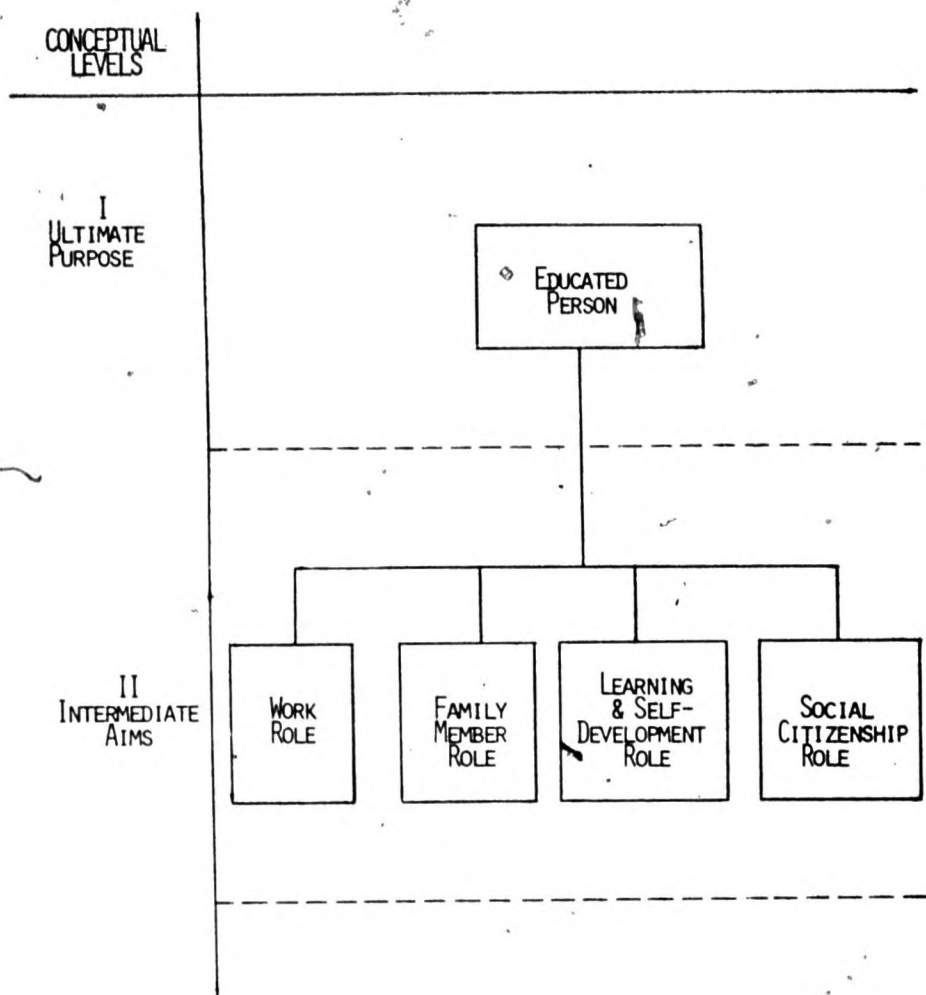 CONCEPTUAL
LEVELS
I
ULTIMATE
PURPOSE
EDUCATED
PERSON
II
INTERMEDIATE
AIMS
WORK
ROLE
FAMILY
MEMBER
ROLE
LEARNING
& SELF-
DEVELOPMENT
ROLE
SOCIAL
CITIZENSHIP
ROLE